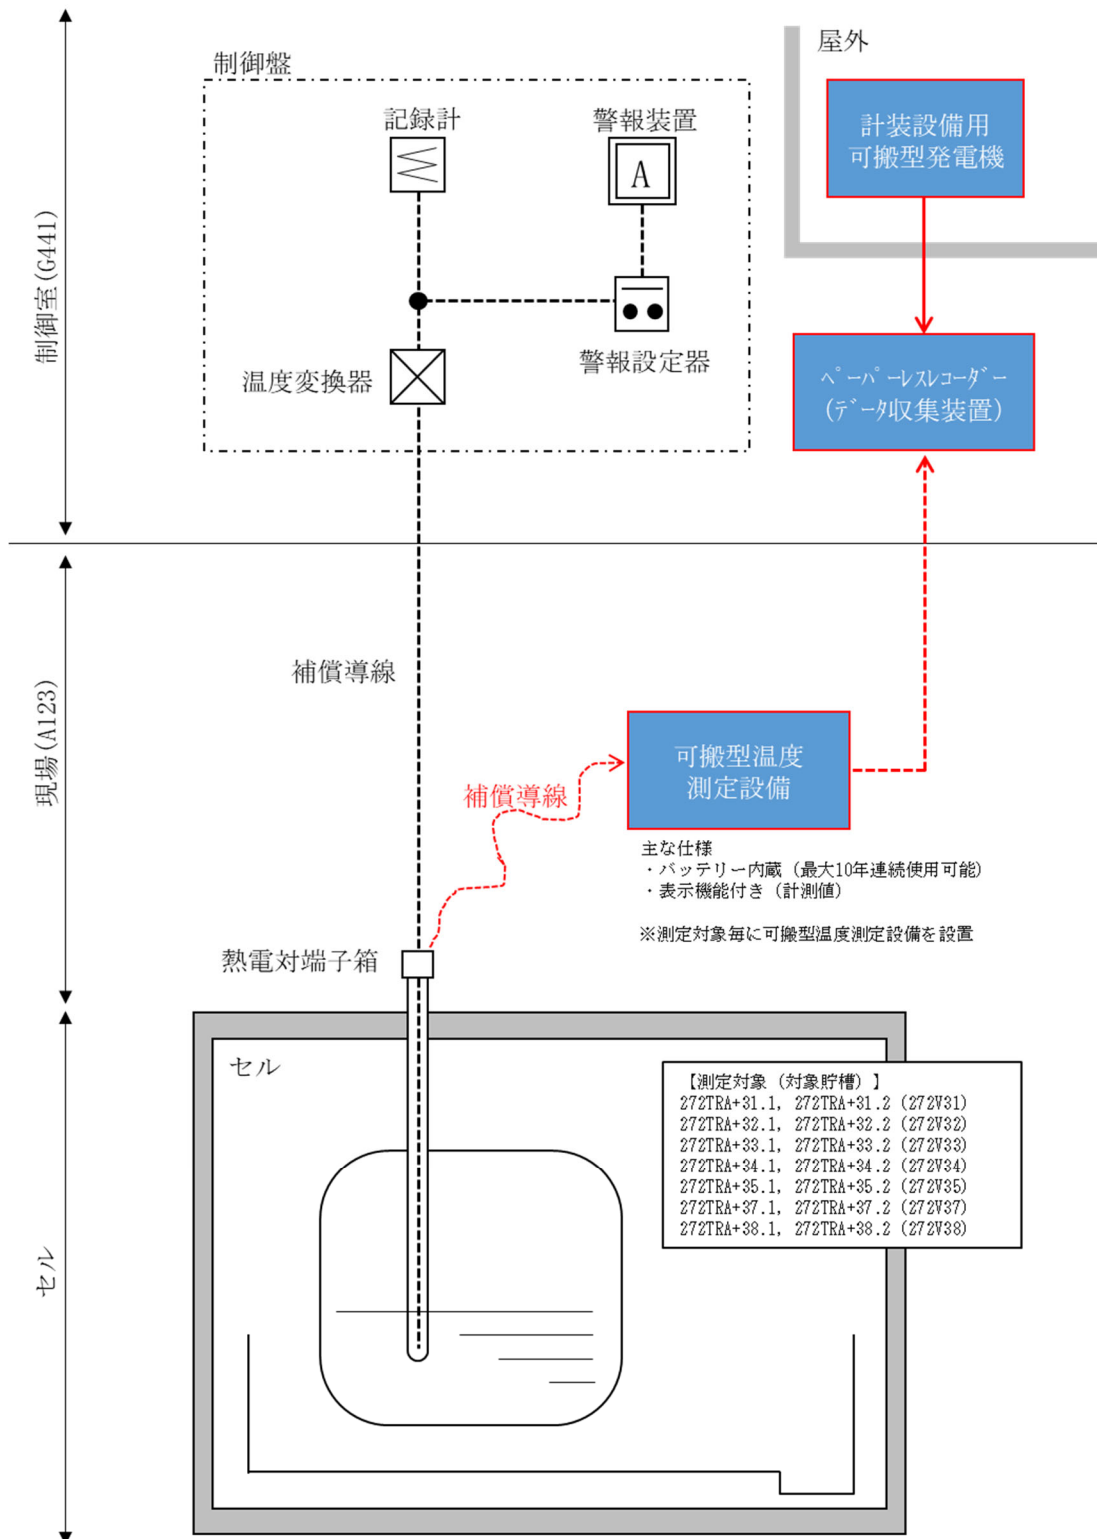 屋外
制御盤
計装設備用
可搬型発電機
記録計
警報装置
A
制御室(G441)
警報設定器
温度変換器
ペーパーレスレコーダー
(データ収集装置)
補償導線
現場(A123)
可搬型温度
測定設備
補償導線
主な仕様
・バッテリー内蔵（最大10年連続使用可能）
・表示機能付き（計測値）
※測定対象毎に可搬型温度測定設備を設置
熱電対端子箱
セル
【測定対象（対象貯槽）】
272TRA+31.1, 272TRA+31.2 (272V31)
272TRA+32.1, 272TRA+32.2 (272V32)
272TRA+33.1, 272TRA+33.2 (272V33)
272TRA+34.1, 272TRA+34.2 (272V34)
272TRA+35.1, 272TRA+35.2 (272V35)
272TRA+37.1, 272TRA+37.2 (272V37)
272TRA+38.1, 272TRA+38.2 (272V38)
セル